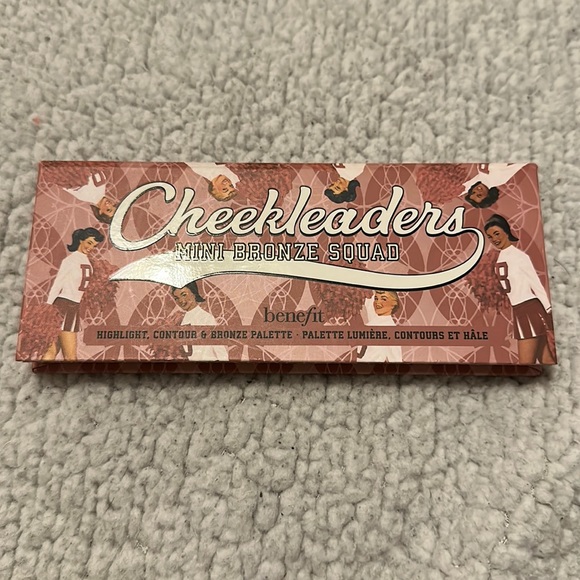 Cheekleaders
MINI BRONZE SQUAD
benefit
HIGHLIGHT, CONTOUR & BRONZE PALETTE · PALETTE LUMIÈRE, CONTOURS ET HÂLE
B
B